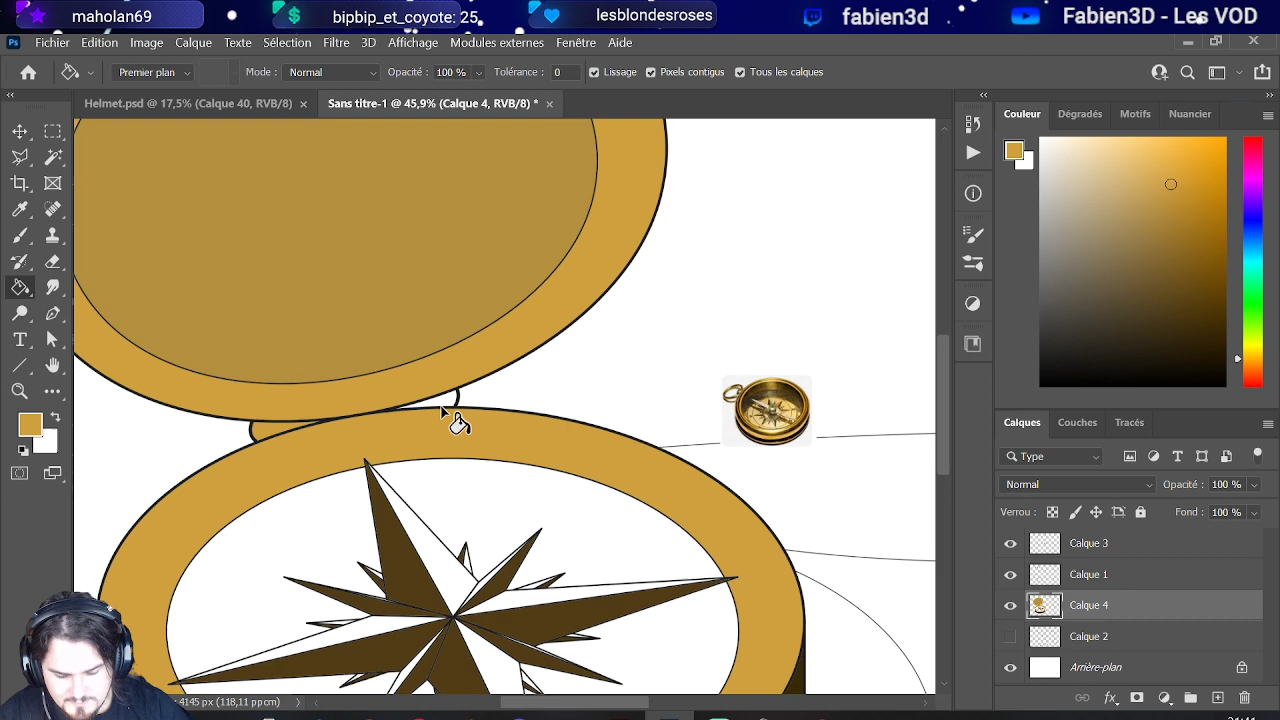 maholan69
bipbip_et_coyote: 25
lesblondesroses
fabien3d
Fabien3D - Les VOD
Ps Fichier Edition Image Calque Texte Sélection Filtre 3D Affichage Modules externes Fenêtre Aide
Premier plan Mode : Normal Opacité : 100 % Tolérance : 0 Lissage Pixels contigus Tous les calques
Helmet.psd @ 17,5% (Calque 40, RVB/8) Sans titre-1 @ 45,9% (Calque 4, RVB/8) *
Couleur Dégradés Motifs Nuancier
Calques Couches Tracés
Type
Normal Opacité : 100 %
Verrou : Fond : 100 %
Calque 3
Calque 1
Calque 4
Calque 2
Arrière-plan
4145 px (118,11 ppcm)